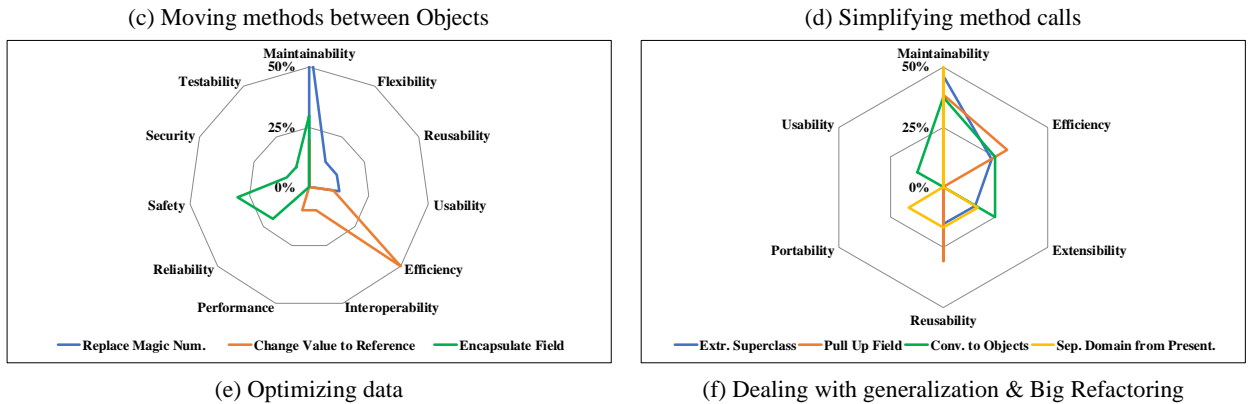 (c) Moving methods between Objects
(d) Simplifying method calls
Maintainability
50%
Testability
Flexibility
Security
25%
Reusability
0%
Safety
Usability
Reliability
Efficiency
Performance
Interoperability
Replace Magic Num.
Change Value to Reference
Encapsulate Field
(e) Optimizing data
Maintainability
50%
Usability
25%
Efficiency
0%
Portability
Extensibility
Reusability
Extr. Superclass
Pull Up Field
Conv. to Objects
Sep. Domain from Present.
(f) Dealing with generalization & Big Refactoring